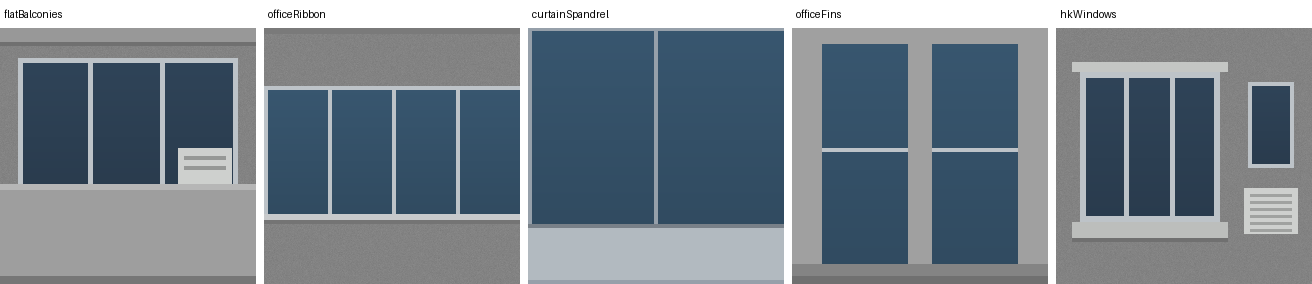 flatBalconies
officeRibbon
curtainSpandrel
officeFins
hkWindows